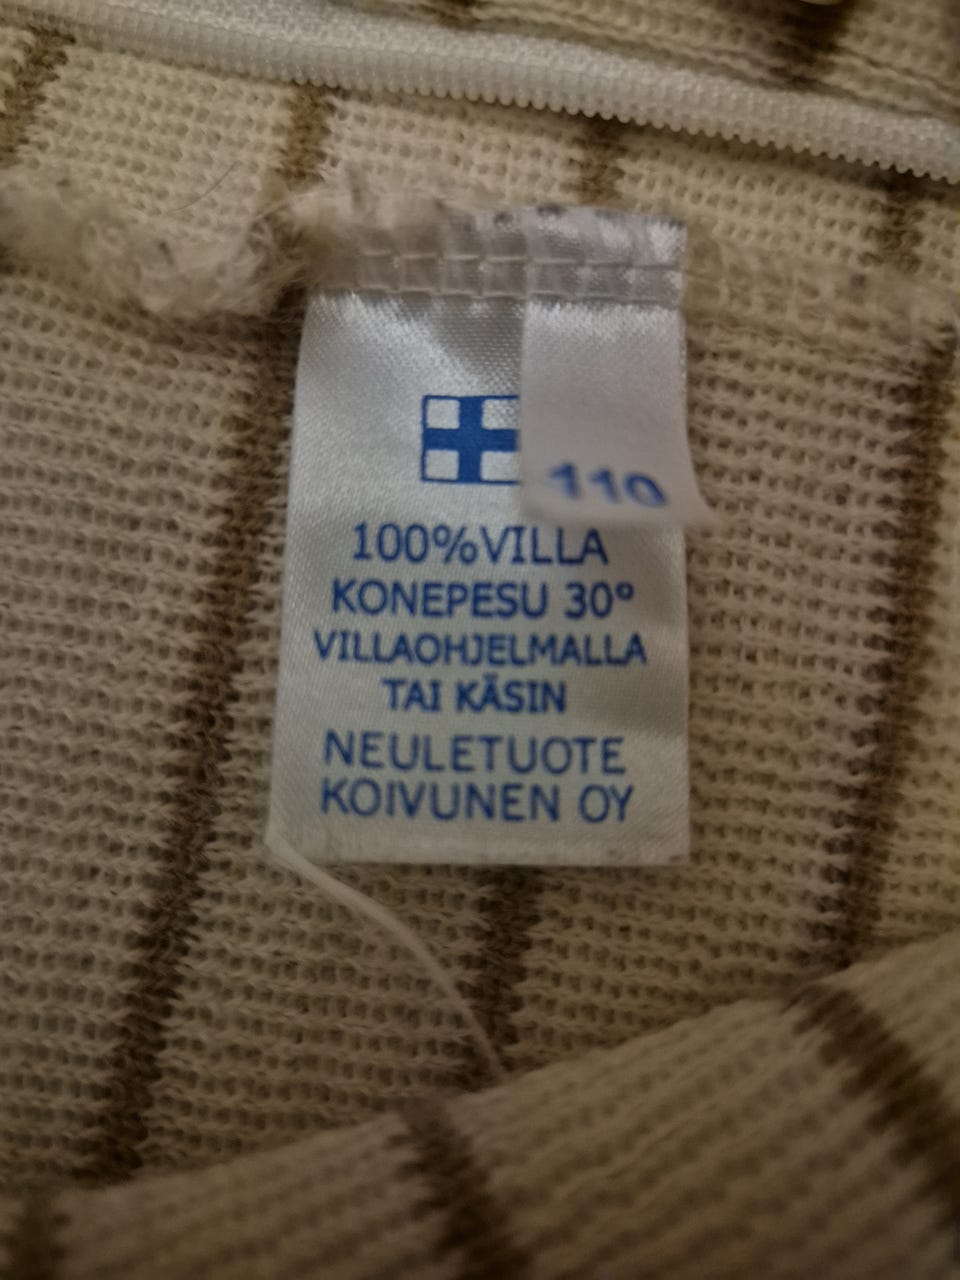 110
100%VILLA
KONEPESU 30°
VILLAOHJELMALLA
TAI KÄSIN
NEULETUOTE
KOIVUNEN OY